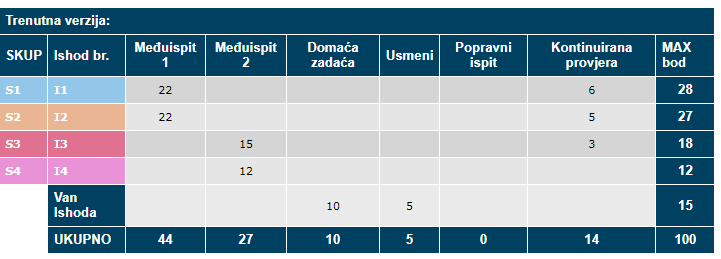 Trenutna verzija:
SKUP Ishod br. Međuispit 1 Međuispit 2 Domaća zadaća Usmeni Popravni ispit Kontinuirana provjera MAX bod
S1 I1 22 6 28
S2 I2 22 5 27
S3 I3 15 3 18
S4 I4 12 12
Van Ishoda 10 5 15
UKUPNO 44 27 10 5 0 14 100